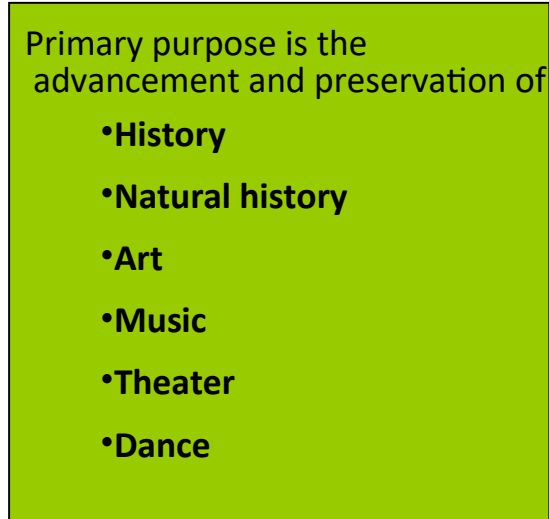 Primary purpose is the
advancement and preservation of
•History
•Natural history
•Art
•Music
•Theater
•Dance